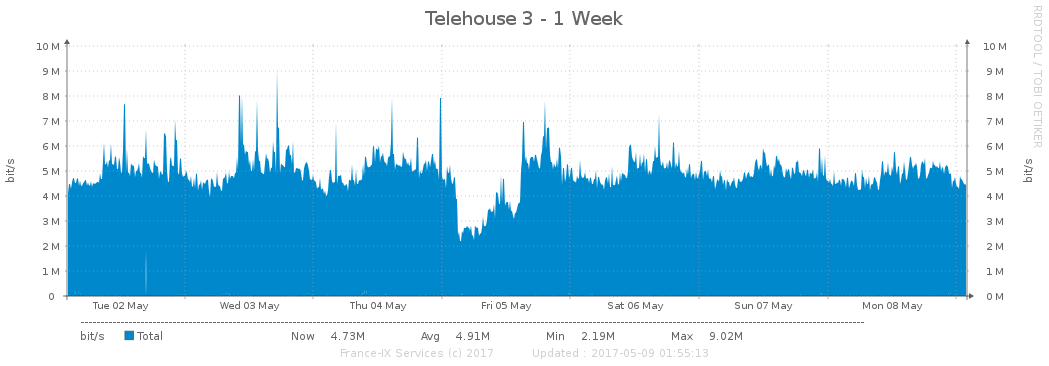 Telehouse 3 - 1 Week
RRDTOOL / TOBI OETIKER
10 M 10 M
9 M 9 M
8 M 8 M
7 M 7 M
6 M 6 M
5 M 5 M
4 M 4 M
3 M 3 M
2 M 2 M
1 M 1 M
0 0 M
bit/s
bit/s
Tue 02 May Wed 03 May Thu 04 May Fri 05 May Sat 06 May Sun 07 May Mon 08 May
bit/s Total Now 4.73M Avg 4.91M Min 2.19M Max 9.02M
France-IX Services (c) 2017 Updated : 2017-05-09 01:55:13